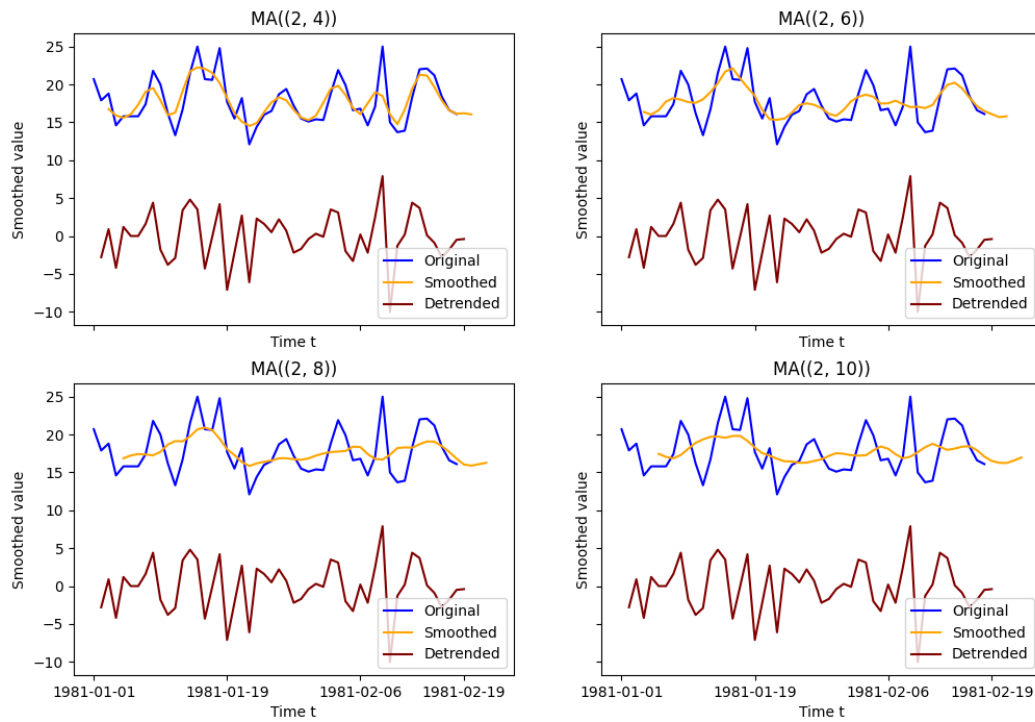 MA((2, 4))
Smoothed value
25
20
15
10
5
0
−5
−10
Original
Smoothed
Detrended
Time t
MA((2, 6))
Smoothed value
Original
Smoothed
Detrended
Time t
MA((2, 8))
Smoothed value
25
20
15
10
5
0
−5
−10
Original
Smoothed
Detrended
1981-01-01
1981-01-19
1981-02-06
1981-02-19
Time t
MA((2, 10))
Smoothed value
Original
Smoothed
Detrended
1981-01-01
1981-01-19
1981-02-06
1981-02-19
Time t